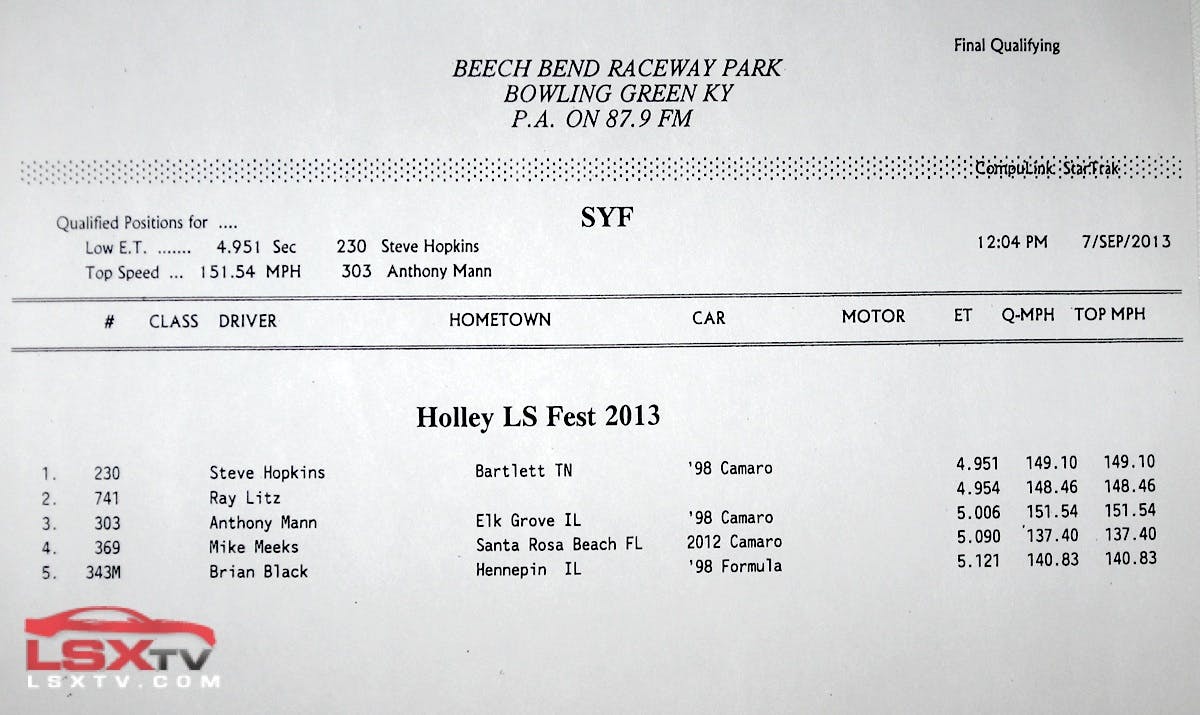 Final Qualifying
BEECH BEND RACEWAY PARK
BOWLING GREEN KY
P.A. ON 87.9 FM
CompuLink StarTrak
Qualified Positions for ....
SYF
Low E.T. ....... 4.951 Sec 230 Steve Hopkins
12:04 PM 7/SEP/2013
Top Speed ... 151.54 MPH 303 Anthony Mann
# CLASS DRIVER HOMETOWN CAR MOTOR ET Q-MPH TOP MPH
Holley LS Fest 2013
1. 230 Steve Hopkins Bartlett TN '98 Camaro 4.951 149.10 149.10
2. 741 Ray Litz 4.954 148.46 148.46
3. 303 Anthony Mann Elk Grove IL '98 Camaro 5.006 151.54 151.54
4. 369 Mike Meeks Santa Rosa Beach FL 2012 Camaro 5.090 137.40 137.40
5. 343M Brian Black Hennepin IL '98 Formula 5.121 140.83 140.83
LSXTV
LSXTV.COM